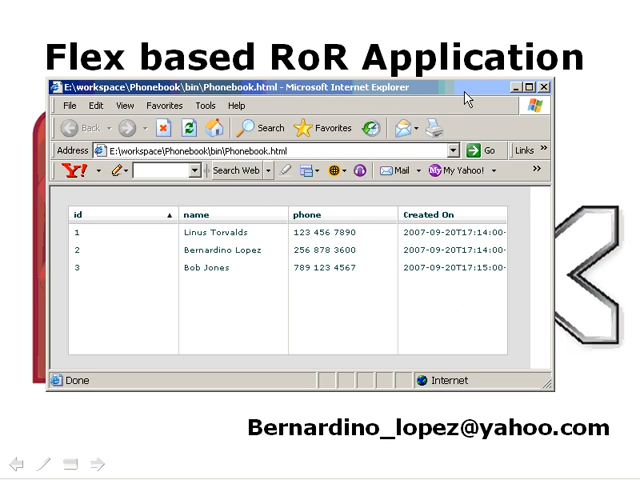 Flex based RoR Application
E:\workspace\Phonebook\bin\Phonebook.html - Microsoft Internet Explorer
File Edit View Favorites Tools Help
Back Search Favorites
Address E:\workspace\Phonebook\bin\Phonebook.html Go Links »
Y! Search Web Mail My My Yahoo! »
id name phone Created On
1 Linus Torvalds 123 456 7890 2007-09-20T17:14:00-
2 Bernardino Lopez 256 878 3600 2007-09-20T17:14:00-
3 Bob Jones 789 123 4567 2007-09-20T17:15:00-
Done Internet
Bernardino_lopez@yahoo.com